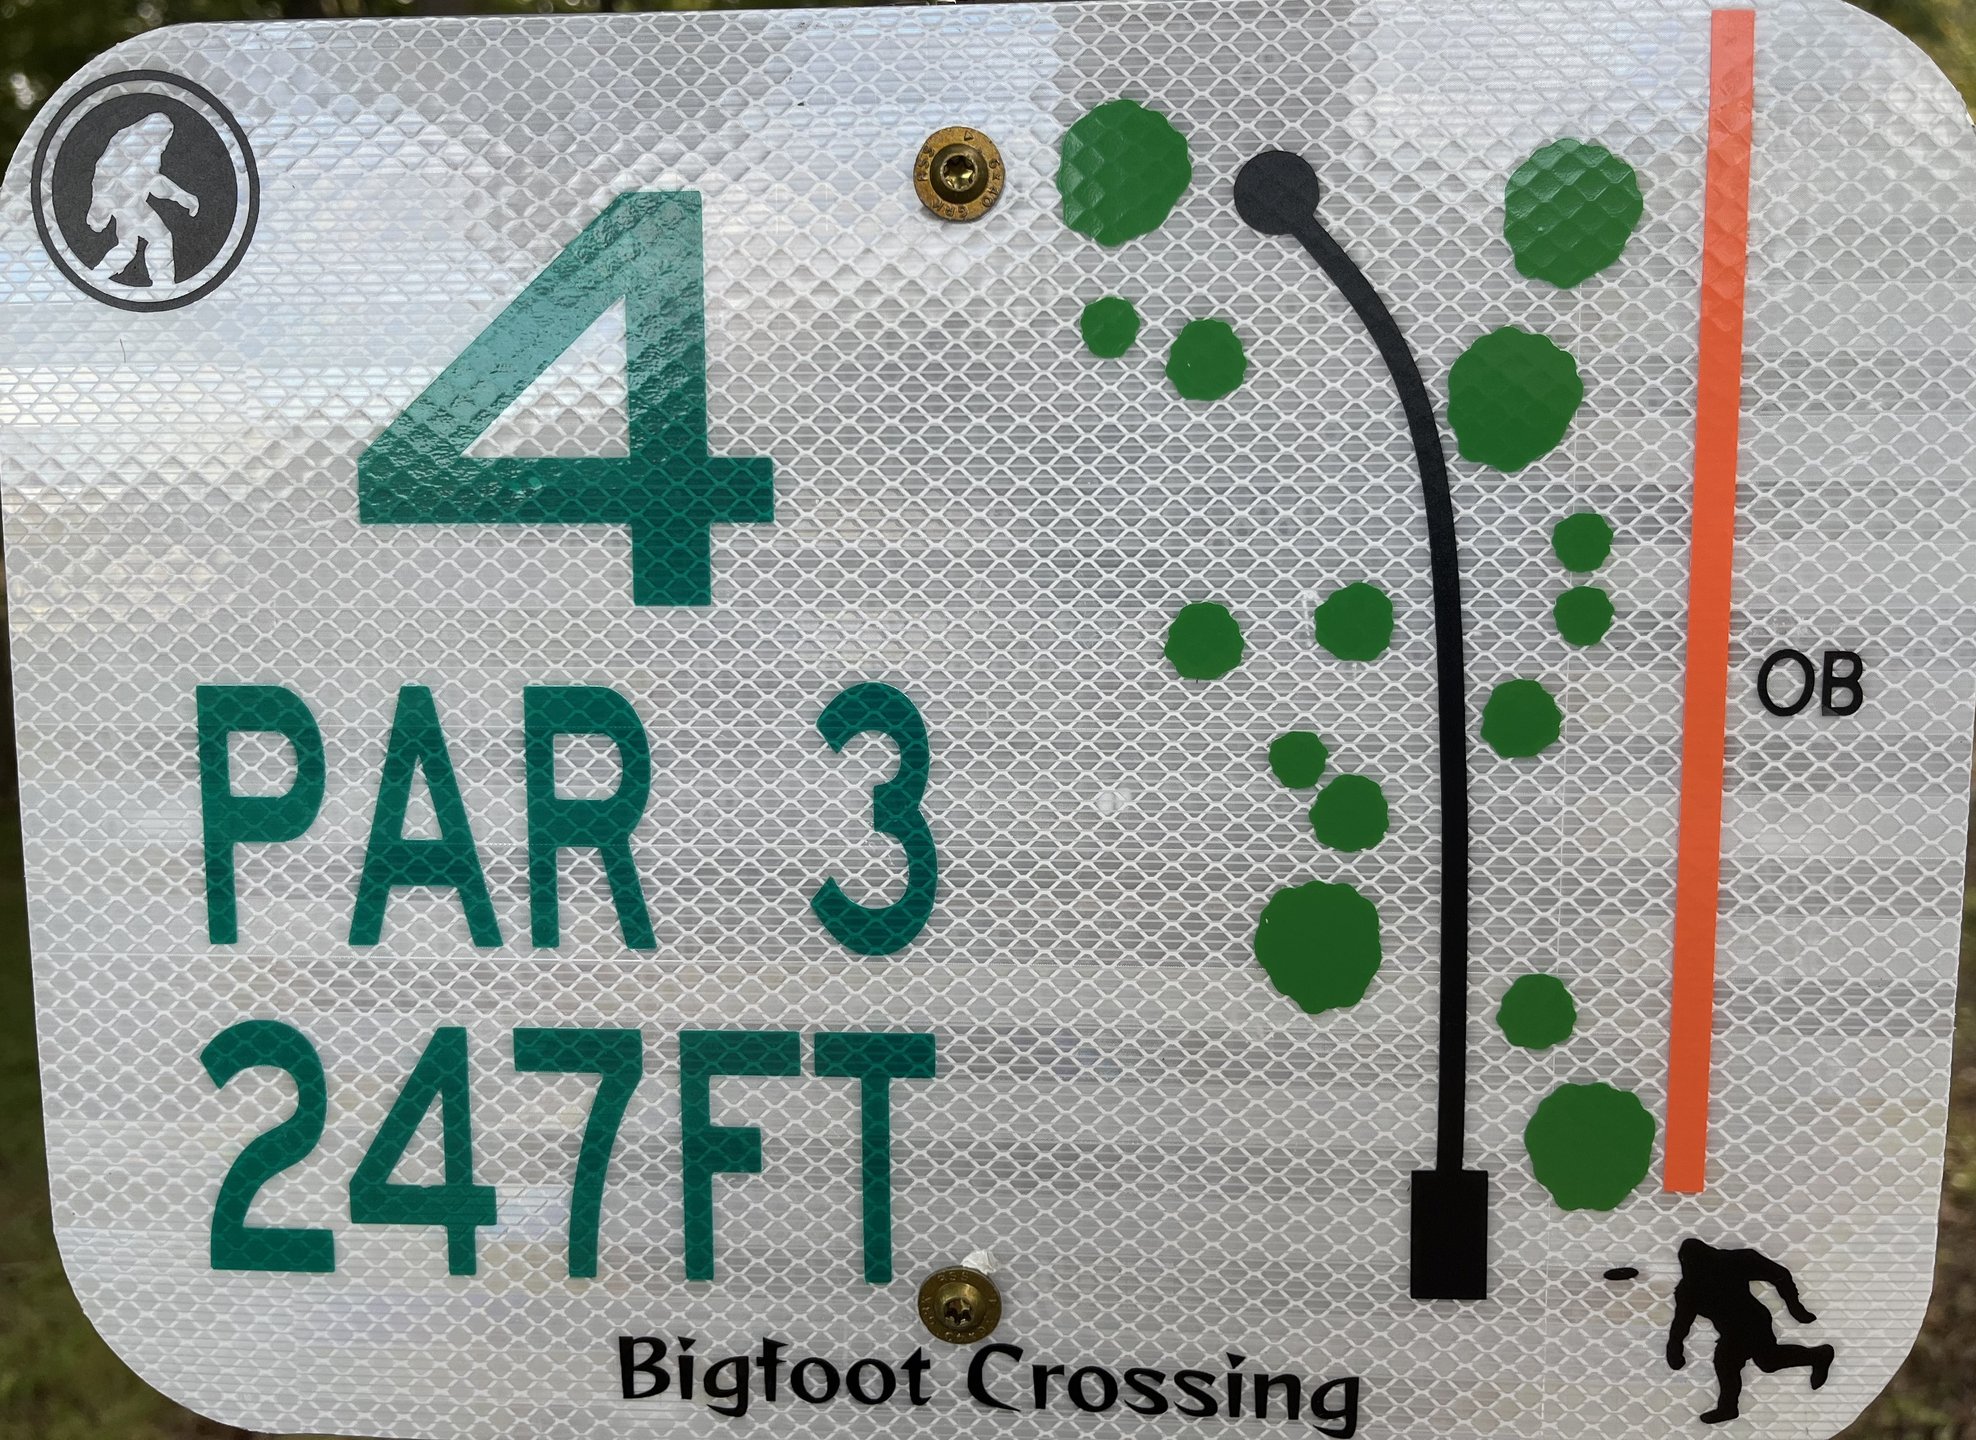 4
PAR 3
247FT
OB
Bigfoot Crossing